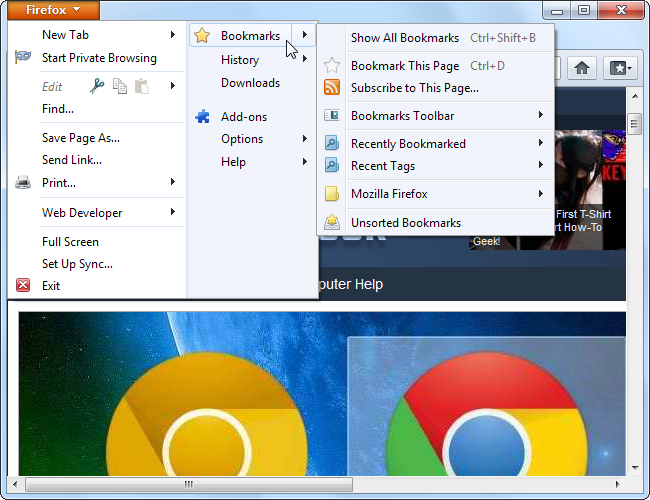 Firefox
New Tab
Start Private Browsing
Edit
Find...
Save Page As...
Send Link...
Print...
Web Developer
Full Screen
Set Up Sync...
Exit
Bookmarks
History
Downloads
Add-ons
Options
Help
Show All Bookmarks Ctrl+Shift+B
Bookmark This Page Ctrl+D
Subscribe to This Page...
Bookmarks Toolbar
Recently Bookmarked
Recent Tags
Mozilla Firefox
Unsorted Bookmarks
KEY
First T-Shirt
rt How-To
Geek!
puter Help